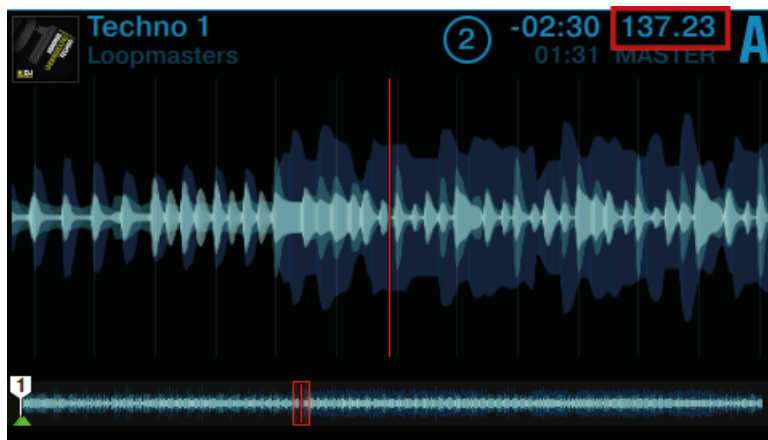 Techno 1
Loopmasters
2
-02:30
137.23
01:31
MASTER
A
1